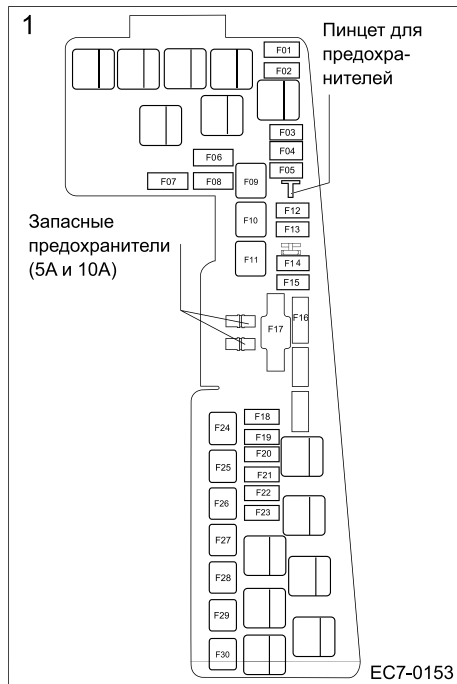 1
Пинцет для
предохра-
нителей
F01
F02
F03
F04
F05
F06
F07
F08
F09
F10
F11
F12
F13
F14
F15
Запасные
предохранители
(5А и 10А)
F16
F17
F18
F19
F20
F21
F22
F23
F24
F25
F26
F27
F28
F29
F30
EC7-0153